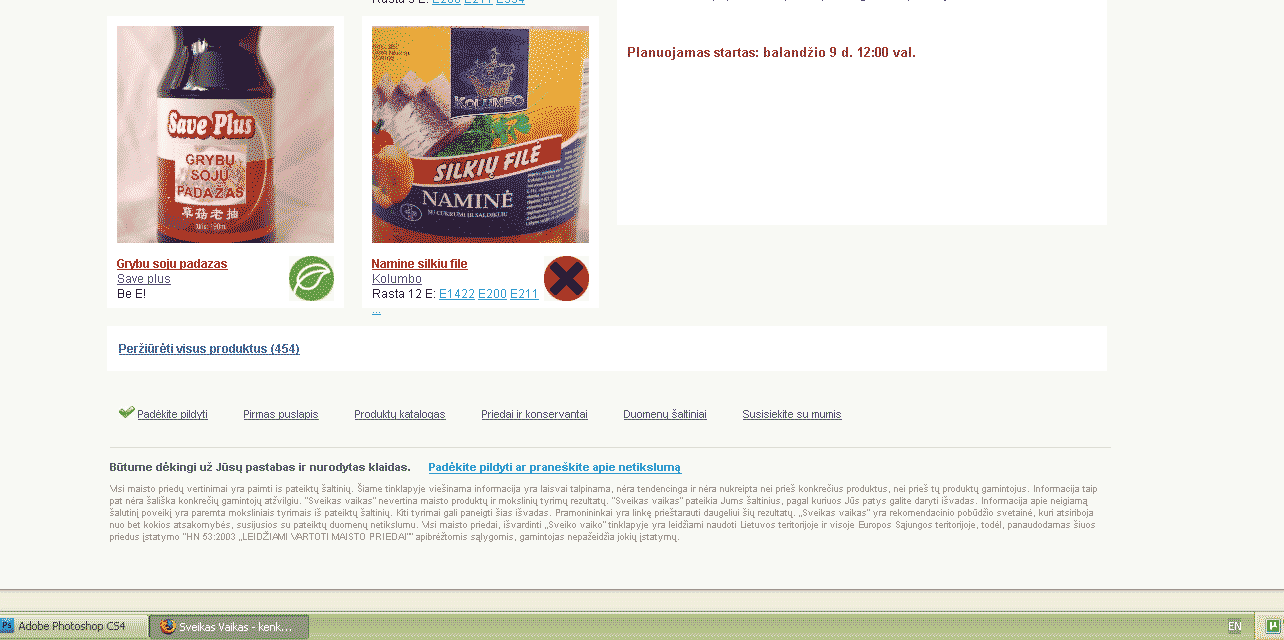 Rasta 5 E: E200 E211 E334
Planuojamas startas: balandžio 9 d. 12:00 val.
Save Plus
GRYBU
SOJU
PADAŽAS
草菇老抽
KOLUMBO
SILKIŲ FILĖ
NAMINĖ
SU CUKRUMI IR SALDIKLIU
Grybu soju padazas
Save plus
Be E!
Namine silkiu file
Kolumbo
Rasta 12 E: E1422 E200 E211
...
Peržiūrėti visus produktus (454)
Padėkite pildyti Pirmas puslapis Produktų katalogas Priedai ir konservantai Duomenų šaltiniai Susisiekite su mumis
Būtume dėkingi už Jūsų pastabas ir nurodytas klaidas. Padėkite pildyti ar praneškite apie netikslumą
Visi maisto priedų vertinimai yra paimti is pateiktų šaltinių. Šiame tinklapyje viešinama informacija yra laisvai talpinama, nėra tendencinga ir nėra nukreipta nei prieš konkrečius produktus, nei prieš tų produktų gamintojus. Informacija taip
pat nėra šališka konkrečių gamintojų atžvilgiu. "Sveikas vaikas" nevertina maisto produktų ir mokslinių tyrimų rezultatų. "Sveikas vaikas" pateikia Jums šaltinius, pagal kuriuos Jūs patys galite daryti išvadas. Informacija apie neigiamą,
šalutinį poveikį yra paremta moksliniais tyrimais iš pateiktų šaltinių. Kiti tyrimai gali paneigti šias išvadas. Pramonininkai yra linkę prieštarauti daugeliui šių rezultatų. „Sveikas vaikas" yra rekomendacinio pobūdžio svetainė, kuri atsiriboja
nuo bet kokios atsakomybės, susijusios su pateiktų duomenų netikslumu. Visi maisto priedai, išvardinti „Sveiko vaiko" tinklapyje yra leidžiami naudoti Lietuvos teritorijoje ir visoje Europos Sąjungos teritorijoje, todėl, panaudodamas šiuos
priedus įstatymo "HN 53:2003 „LEIDŽIAMI VARTOTI MAISTO PRIEDAI"" apibrėžtomis sąlygomis, gamintojas nepažeidžia jokių įstatymų.
Ps Adobe Photoshop CS4 Sveikas Vaikas - kenk... EN µ